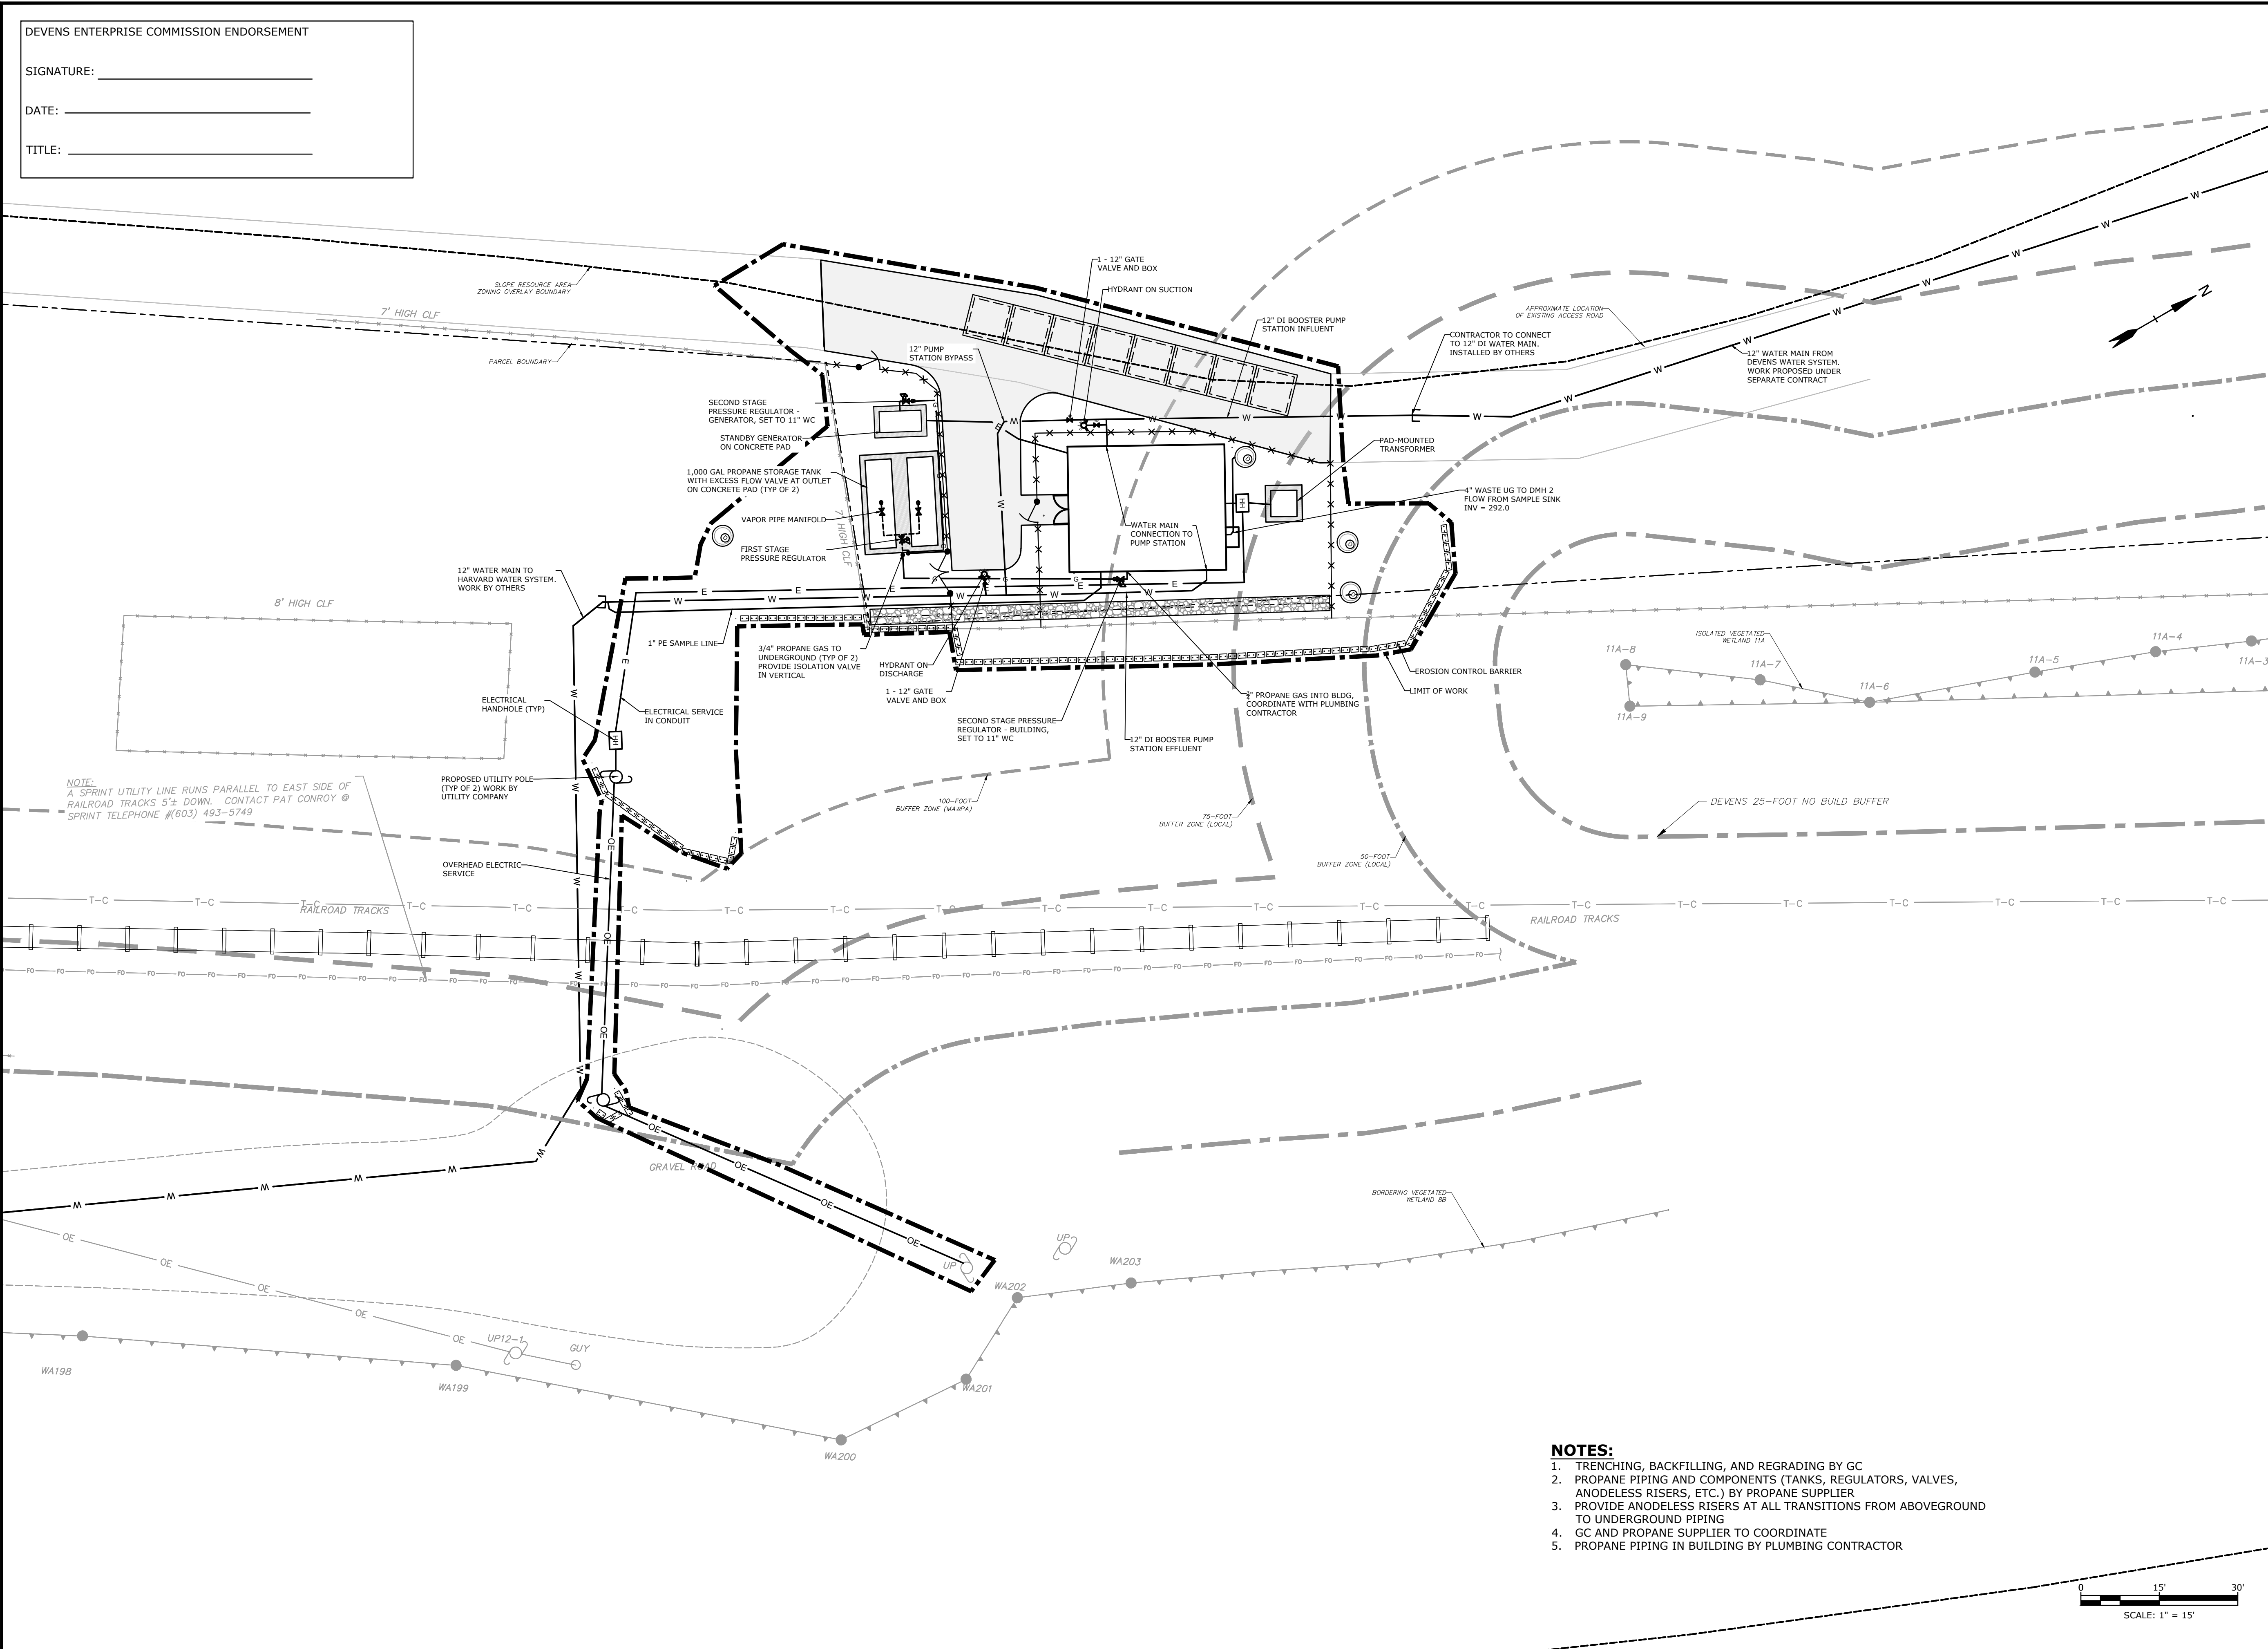 DEVENS ENTERPRISE COMMISSION ENDORSEMENT
SIGNATURE:
DATE:
TITLE:
SLOPE RESOURCE AREA
ZONING OVERLAY BOUNDARY
7' HIGH CLF
PARCEL BOUNDARY
1 - 12" GATE
VALVE AND BOX
HYDRANT ON SUCTION
12" DI BOOSTER PUMP
STATION INFLUENT
12" PUMP
STATION BYPASS
CONTRACTOR TO CONNECT
TO 12" DI WATER MAIN.
INSTALLED BY OTHERS
APPROXIMATE LOCATION
OF EXISTING ACCESS ROAD
12" WATER MAIN FROM
DEVENS WATER SYSTEM.
WORK PROPOSED UNDER
SEPARATE CONTRACT
N
SECOND STAGE
PRESSURE REGULATOR -
GENERATOR, SET TO 11" WC
STANDBY GENERATOR
ON CONCRETE PAD
1,000 GAL PROPANE STORAGE TANK
WITH EXCESS FLOW VALVE AT OUTLET
ON CONCRETE PAD (TYP OF 2)
VAPOR PIPE MANIFOLD
FIRST STAGE
PRESSURE REGULATOR
7' HIGH CLF
PAD-MOUNTED
TRANSFORMER
4" WASTE UG TO DMH 2
FLOW FROM SAMPLE SINK
INV = 292.0
HH
WATER MAIN
CONNECTION TO
PUMP STATION
12" WATER MAIN TO
HARVARD WATER SYSTEM.
WORK BY OTHERS
8' HIGH CLF
1" PE SAMPLE LINE
3/4" PROPANE GAS TO
UNDERGROUND (TYP OF 2)
PROVIDE ISOLATION VALVE
IN VERTICAL
HYDRANT ON
DISCHARGE
1 - 12" GATE
VALVE AND BOX
SECOND STAGE PRESSURE
REGULATOR - BUILDING,
SET TO 11" WC
12" DI BOOSTER PUMP
STATION EFFLUENT
" PROPANE GAS INTO BLDG,
COORDINATE WITH PLUMBING
CONTRACTOR
EROSION CONTROL BARRIER
LIMIT OF WORK
ISOLATED VEGETATED
WETLAND 11A
11A-8
11A-7
11A-6
11A-5
11A-4
11A-3
11A-9
ELECTRICAL
HANDHOLE (TYP)
ELECTRICAL SERVICE
IN CONDUIT
HH
PROPOSED UTILITY POLE
(TYP OF 2) WORK BY
UTILITY COMPANY
NOTE:
A SPRINT UTILITY LINE RUNS PARALLEL TO EAST SIDE OF
RAILROAD TRACKS 5'± DOWN. CONTACT PAT CONROY @
SPRINT TELEPHONE #(603) 493-5749
100-FOOT
BUFFER ZONE (MAWPA)
75-FOOT
BUFFER ZONE (LOCAL)
50-FOOT
BUFFER ZONE (LOCAL)
DEVENS 25-FOOT NO BUILD BUFFER
OVERHEAD ELECTRIC
SERVICE
RAILROAD TRACKS
RAILROAD TRACKS
GRAVEL ROAD
BORDERING VEGETATED
WETLAND 8B
UP
UP
WA203
WA202
UP12-1
GUY
WA198
WA199
WA201
WA200
NOTES:
1. TRENCHING, BACKFILLING, AND REGRADING BY GC
2. PROPANE PIPING AND COMPONENTS (TANKS, REGULATORS, VALVES,
ANODELESS RISERS, ETC.) BY PROPANE SUPPLIER
3. PROVIDE ANODELESS RISERS AT ALL TRANSITIONS FROM ABOVEGROUND
TO UNDERGROUND PIPING
4. GC AND PROPANE SUPPLIER TO COORDINATE
5. PROPANE PIPING IN BUILDING BY PLUMBING CONTRACTOR
0 15' 30'
SCALE: 1" = 15'